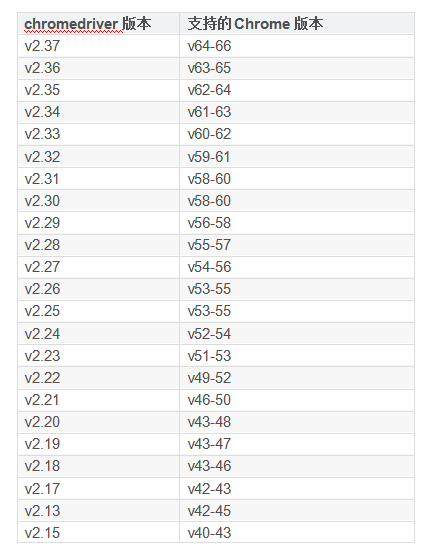 chromedriver 版本 支持的 Chrome 版本
v2.37 v64-66
v2.36 v63-65
v2.35 v62-64
v2.34 v61-63
v2.33 v60-62
v2.32 v59-61
v2.31 v58-60
v2.30 v58-60
v2.29 v56-58
v2.28 v55-57
v2.27 v54-56
v2.26 v53-55
v2.25 v53-55
v2.24 v52-54
v2.23 v51-53
v2.22 v49-52
v2.21 v46-50
v2.20 v43-48
v2.19 v43-47
v2.18 v43-46
v2.17 v42-43
v2.13 v42-45
v2.15 v40-43